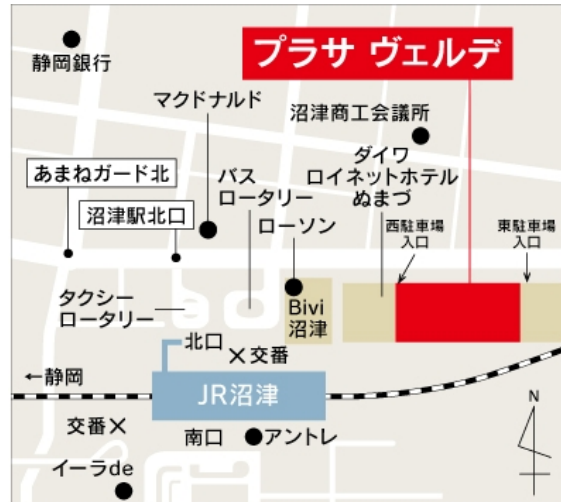 プラサ ヴェルデ
静岡銀行
マクドナルド
沼津商工会議所
ダイワ
ロイネットホテル
ぬまづ
あまねガード北
バス
ロータリー
沼津駅北口
ローソン
西駐車場
入口
東駐車場
入口
タクシー
ロータリー
Bivi
沼津
北口
交番
←静岡
JR沼津
交番
南口
アントレ
イーラde
N